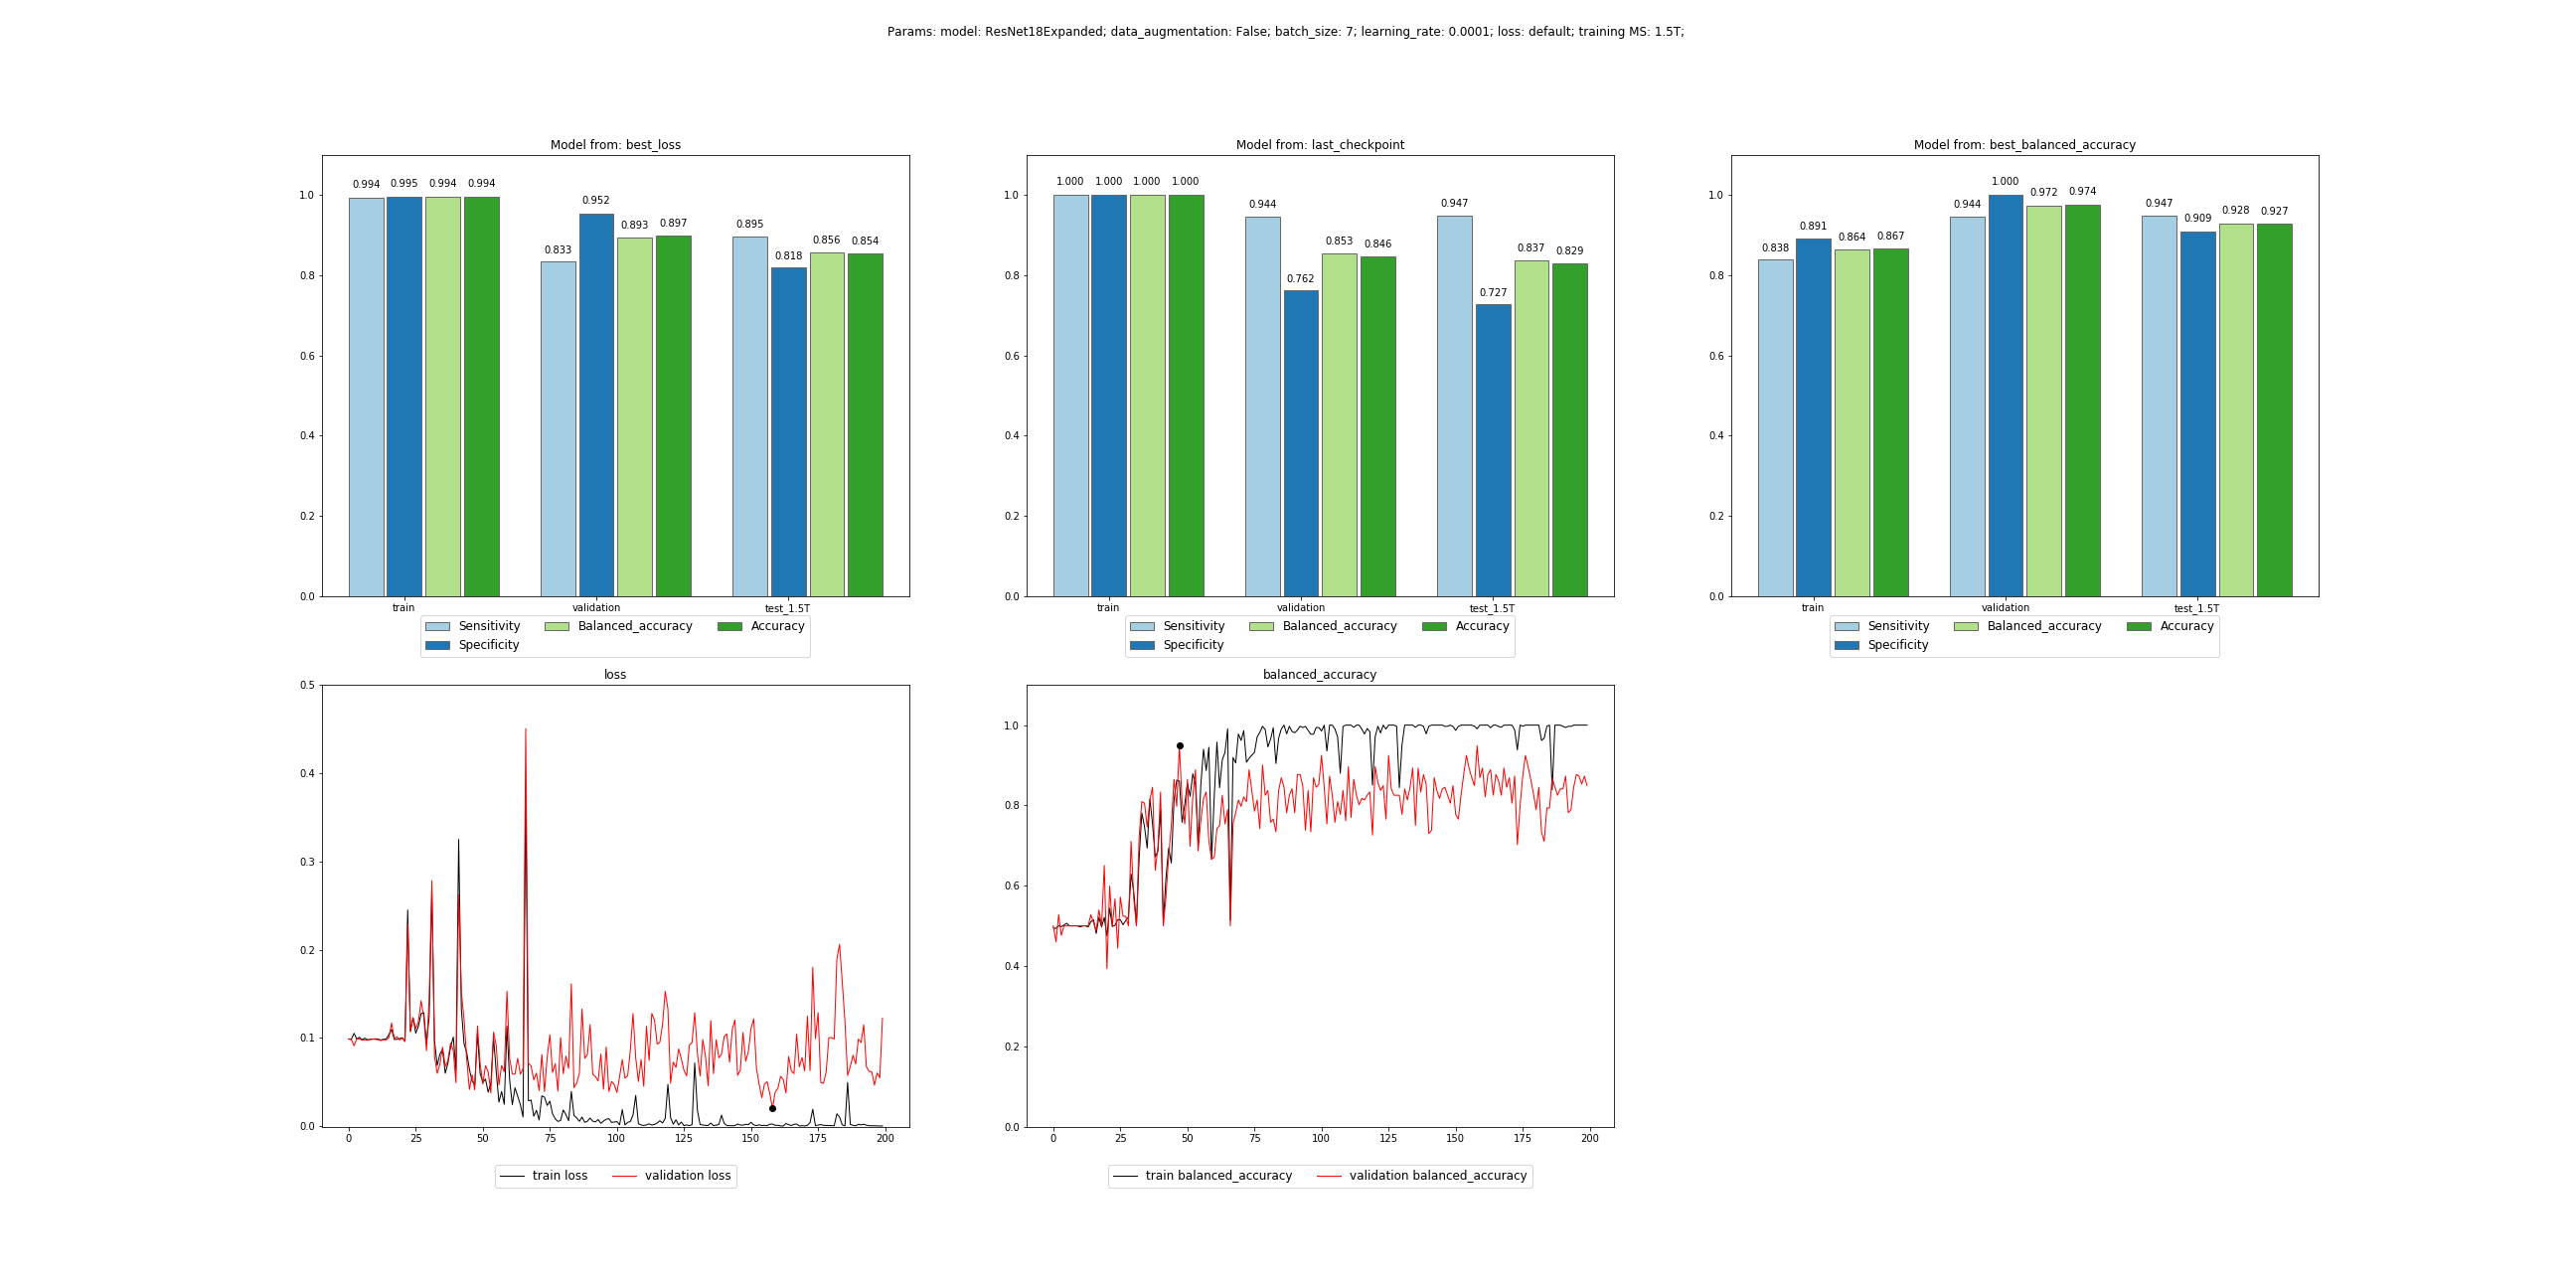 Params: model: ResNet18Expanded; data_augmentation: False; batch_size: 7; learning_rate: 0.0001; loss: default; training MS: 1.5T;
Model from: best_loss
1.0
0.8
0.6
0.4
0.2
0.0
0.994 0.995 0.994 0.994
0.833 0.952 0.893 0.897
0.895 0.818 0.856 0.854
train validation test_1.5T
Sensitivity Balanced_accuracy Accuracy
Specificity
Model from: last_checkpoint
1.0
0.8
0.6
0.4
0.2
0.0
1.000 1.000 1.000 1.000
0.944 0.762 0.853 0.846
0.947 0.727 0.837 0.829
train validation test_1.5T
Sensitivity Balanced_accuracy Accuracy
Specificity
Model from: best_balanced_accuracy
1.0
0.8
0.6
0.4
0.2
0.0
0.838 0.891 0.864 0.867
0.944 1.000 0.972 0.974
0.947 0.909 0.928 0.927
train validation test_1.5T
Sensitivity Balanced_accuracy Accuracy
Specificity
loss
0.5
0.4
0.3
0.2
0.1
0.0
0 25 50 75 100 125 150 175 200
train loss validation loss
balanced_accuracy
1.0
0.8
0.6
0.4
0.2
0.0
0 25 50 75 100 125 150 175 200
train balanced_accuracy validation balanced_accuracy